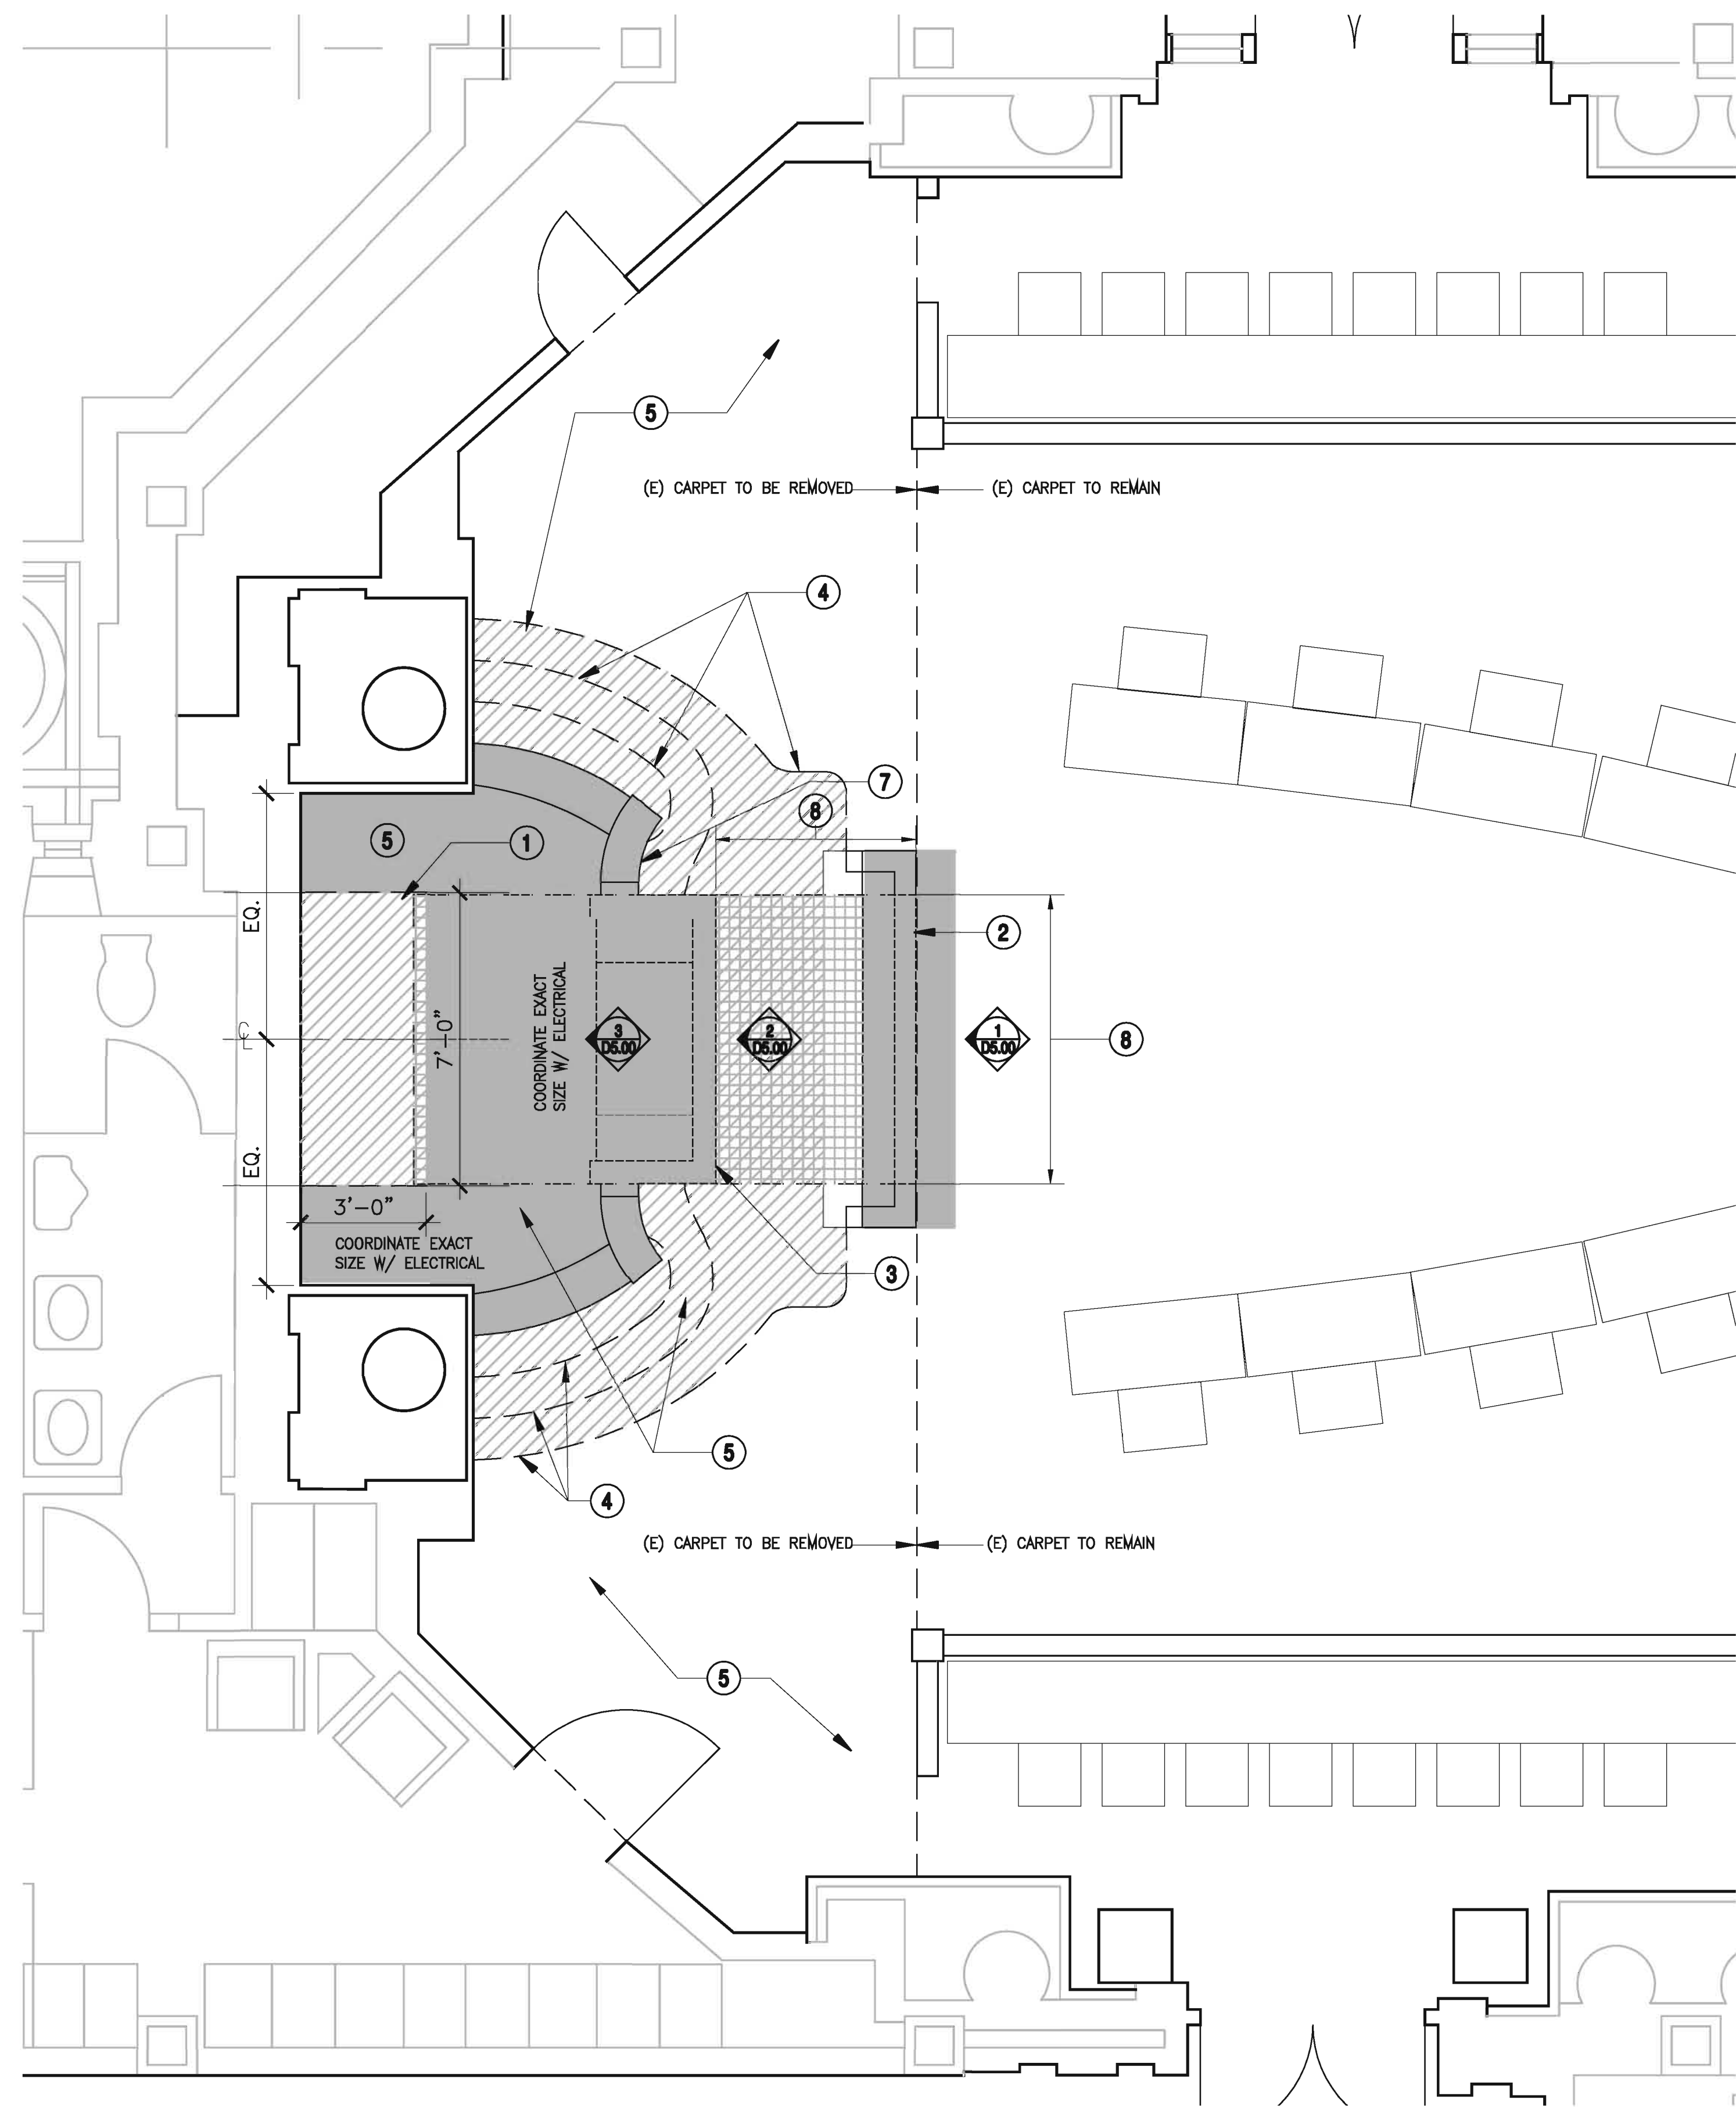 5
(E) CARPET TO BE REMOVED
(E) CARPET TO REMAIN
4
7
8
5
1
EQ.
2
COORDINATE EXACT
SIZE W/ ELECTRICAL
7'-0"
3
D5.00
2
D5.00
1
D5.00
8
CL
EQ.
3'-0"
COORDINATE EXACT
SIZE W/ ELECTRICAL
3
5
4
(E) CARPET TO BE REMOVED
(E) CARPET TO REMAIN
5